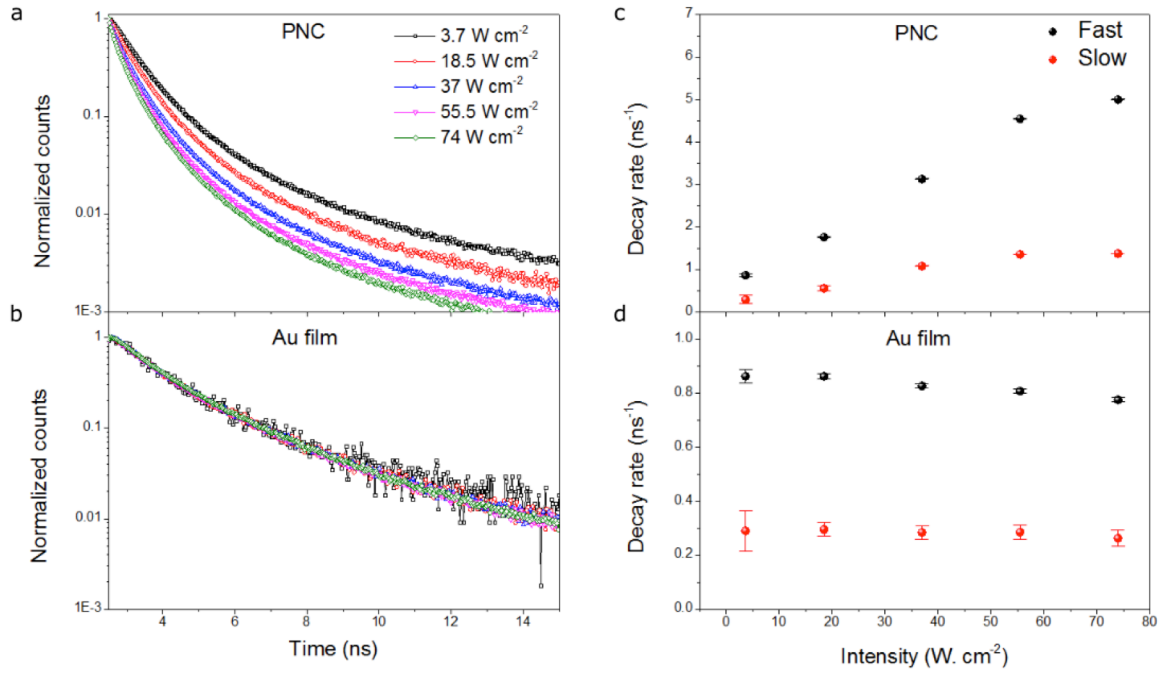 a
PNC
3.7 W cm⁻²
18.5 W cm⁻²
37 W cm⁻²
55.5 W cm⁻²
74 W cm⁻²
Normalized counts
1
0.1
0.01
1E-3
b
Au film
Normalized counts
1
0.1
0.01
1E-3
4
6
8
10
12
14
Time (ns)
c
PNC
Fast
Slow
Decay rate (ns⁻¹)
7
6
5
4
3
2
1
0
d
Au film
Decay rate (ns⁻¹)
1.0
0.8
0.6
0.4
0.2
0.0
0
10
20
30
40
50
60
70
80
Intensity (W. cm⁻²)